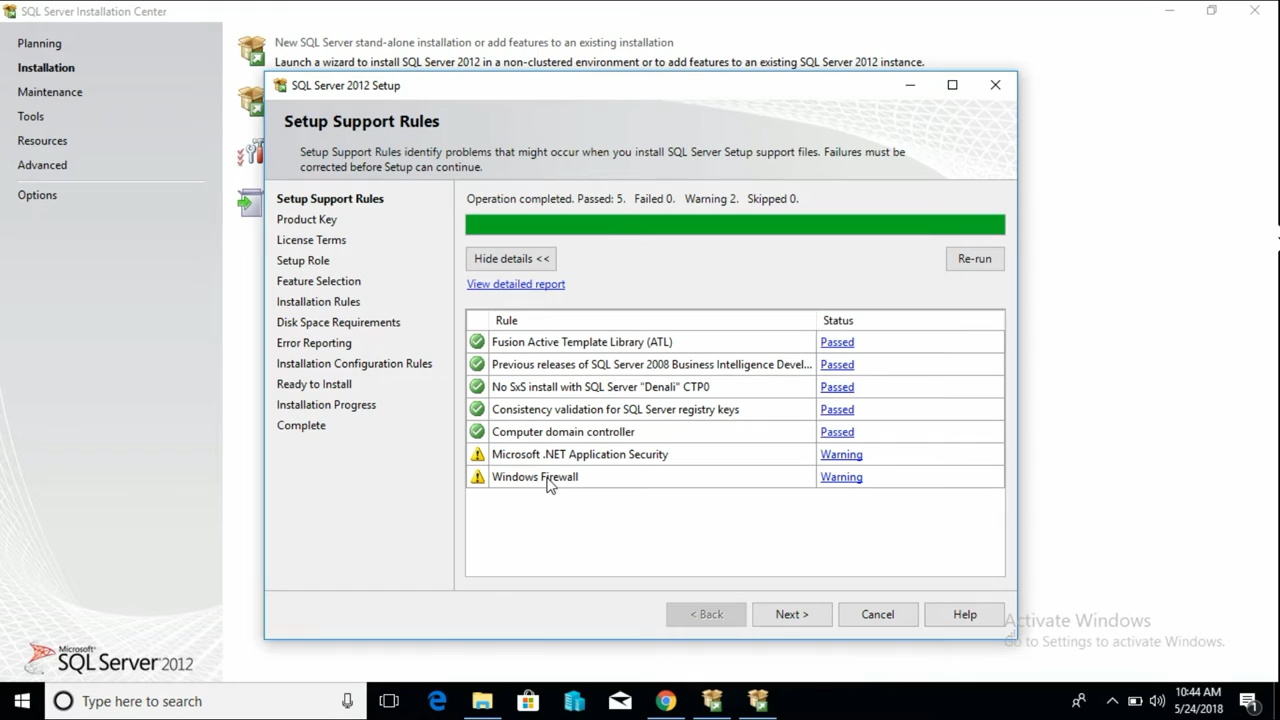 SQL Server Installation Center
Planning
Installation
Maintenance
Tools
Resources
Advanced
Options
New SQL Server stand-alone installation or add features to an existing installation
Launch a wizard to install SQL Server 2012 in a non-clustered environment or to add features to an existing SQL Server 2012 instance.
SQL Server 2012 Setup
Setup Support Rules
Setup Support Rules identify problems that might occur when you install SQL Server Setup support files. Failures must be
corrected before Setup can continue.
Setup Support Rules
Product Key
License Terms
Setup Role
Feature Selection
Installation Rules
Disk Space Requirements
Error Reporting
Installation Configuration Rules
Ready to Install
Installation Progress
Complete
Operation completed. Passed: 5. Failed 0. Warning 2. Skipped 0.
Hide details << Re-run
View detailed report
Rule Status
Fusion Active Template Library (ATL) Passed
Previous releases of SQL Server 2008 Business Intelligence Devel... Passed
No SxS install with SQL Server "Denali" CTP0 Passed
Consistency validation for SQL Server registry keys Passed
Computer domain controller Passed
Microsoft .NET Application Security Warning
Windows Firewall Warning
< Back Next > Cancel Help
Activate Windows
Go to Settings to activate Windows.
Microsoft®
SQL Server® 2012
Type here to search
10:44 AM
5/24/2018
1